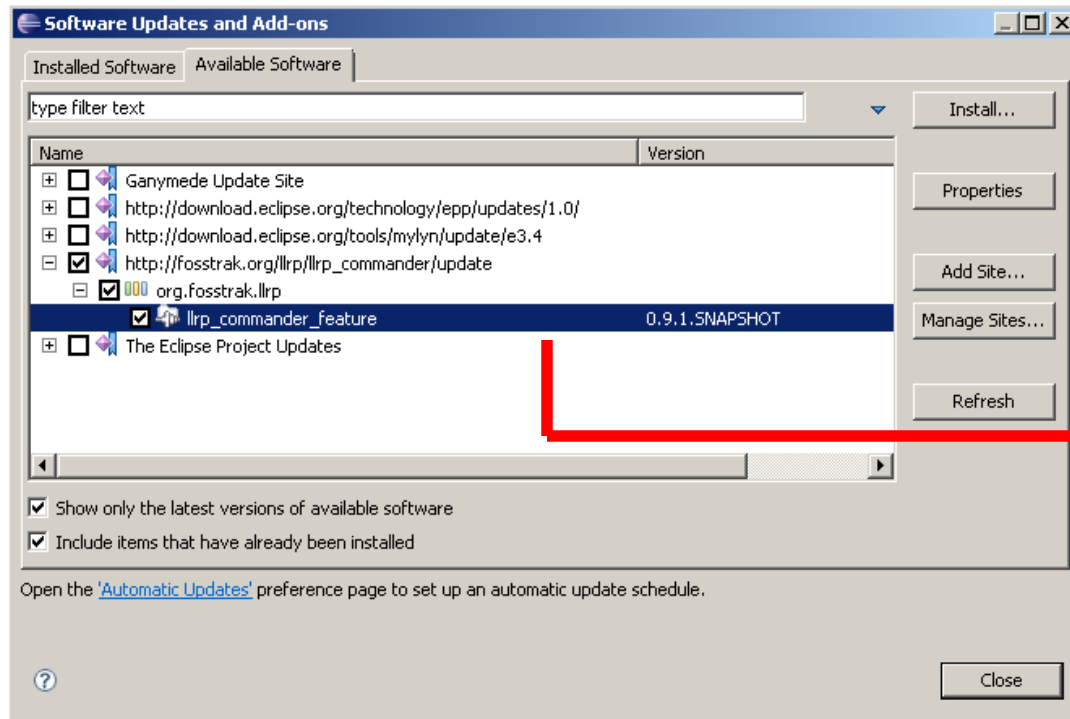 Software Updates and Add-ons
Installed Software Available Software
type filter text
Install...
Name Version
Ganymede Update Site
Properties
http://download.eclipse.org/technology/epp/updates/1.0/
http://download.eclipse.org/tools/mylyn/update/e3.4
http://fosstrak.org/llrp/llrp_commander/update
Add Site...
org.fosstrak.llrp
llrp_commander_feature 0.9.1.SNAPSHOT
Manage Sites...
The Eclipse Project Updates
Refresh
Show only the latest versions of available software
Include items that have already been installed
Open the 'Automatic Updates' preference page to set up an automatic update schedule.
?
Close